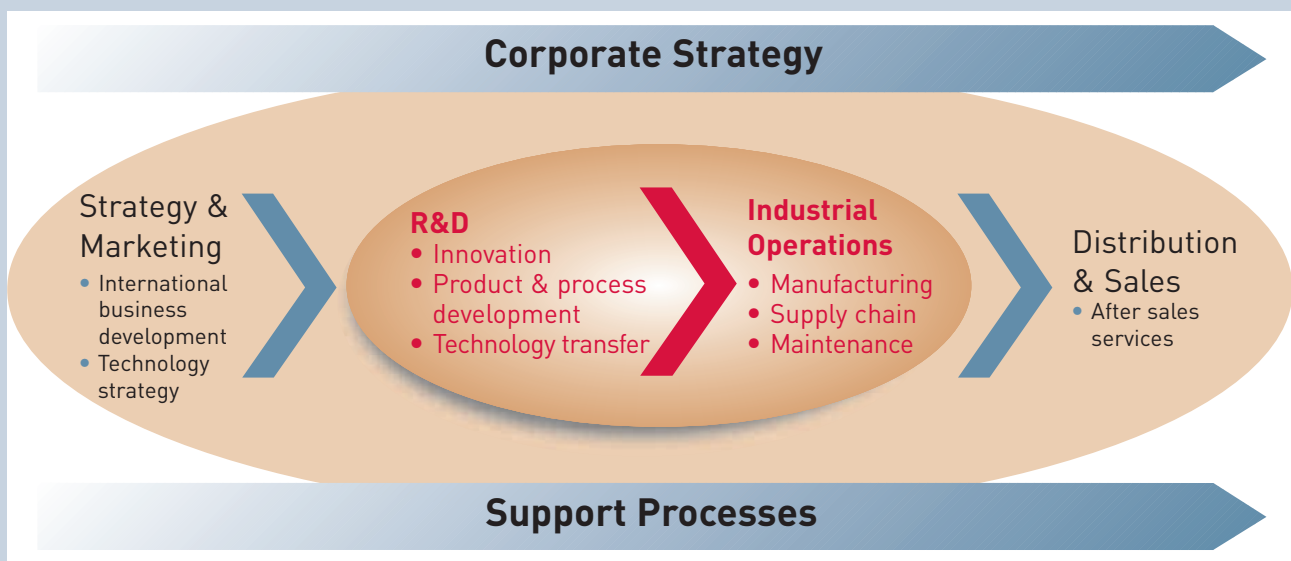 Corporate Strategy
Strategy &
Marketing
• International
business
development
• Technology
strategy
R&D
• Innovation
• Product & process
development
• Technology transfer
Industrial
Operations
• Manufacturing
• Supply chain
• Maintenance
Distribution
& Sales
• After sales
services
Support Processes